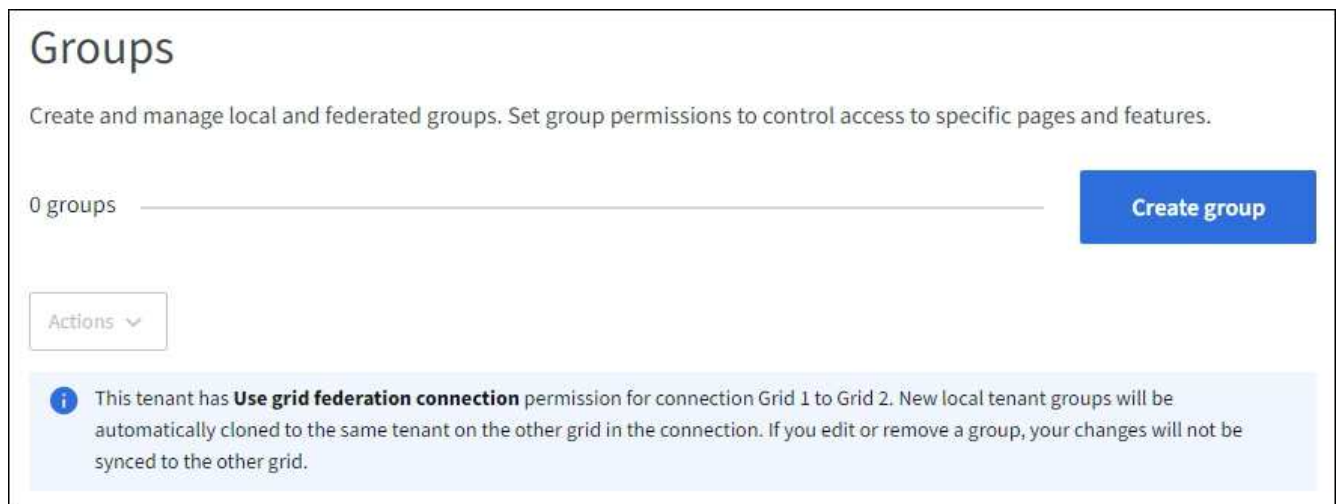 Groups
Create and manage local and federated groups. Set group permissions to control access to specific pages and features.
0 groups
Create group
Actions
This tenant has Use grid federation connection permission for connection Grid 1 to Grid 2. New local tenant groups will be
automatically cloned to the same tenant on the other grid in the connection. If you edit or remove a group, your changes will not be
synced to the other grid.